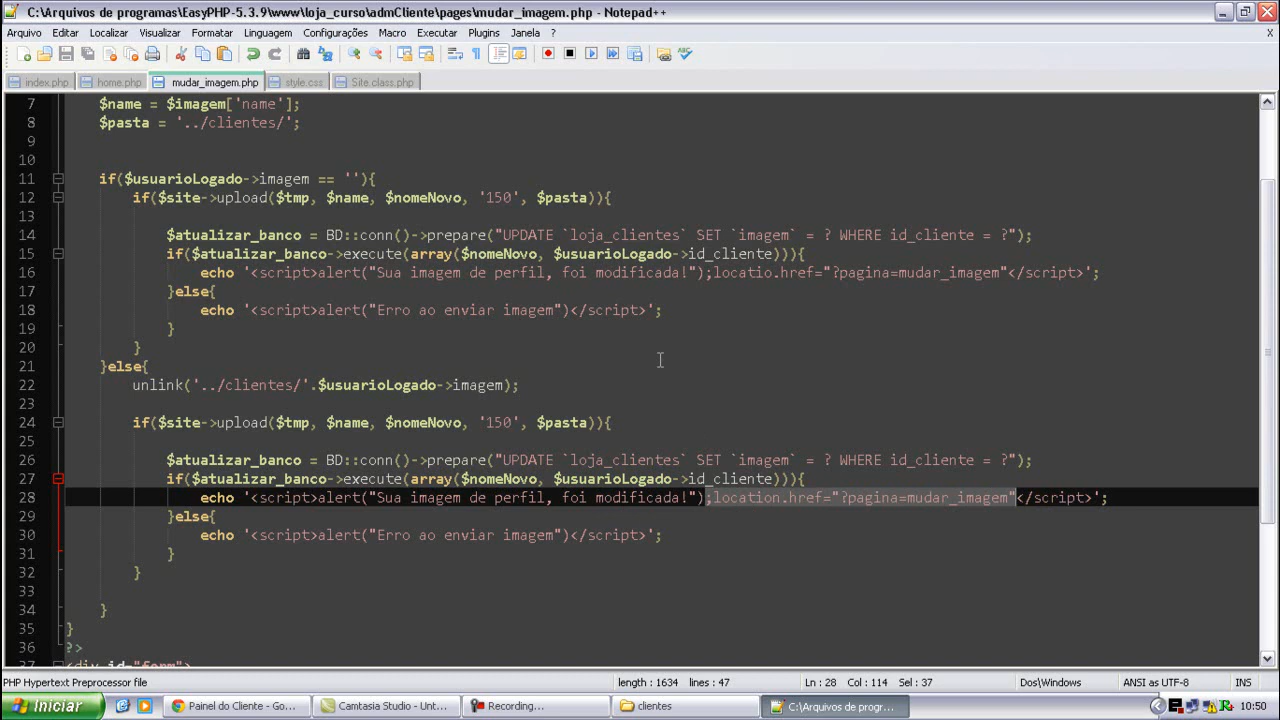 C:\Arquivos de programas\EasyPHP-5.3.9\www\loja_curso\admCliente\pages\mudar_imagem.php - Notepad++
Arquivo Editar Localizar Visualizar Formatar Linguagem Configurações Macro Executar Plugins Janela ? X
index.php home.php mudar_imagem.php style.css Site.class.php
7 $name = $imagem['name'];
8 $pasta = '../clientes/';
9
10
11 if($usuarioLogado->imagem == ''){
12 if($site->upload($tmp, $name, $nomeNovo, '150', $pasta)){
13
14 $atualizar_banco = BD::conn()->prepare("UPDATE `loja_clientes` SET `imagem` = ? WHERE id_cliente = ?");
15 if($atualizar_banco->execute(array($nomeNovo, $usuarioLogado->id_cliente))){
16 echo '<script>alert("Sua imagem de perfil, foi modificada!");locatio.href="?pagina=mudar_imagem"</script>';
17 }else{
18 echo '<script>alert("Erro ao enviar imagem")</script>';
19 }
20 }
21 }else{
22 unlink('../clientes/'.$usuarioLogado->imagem);
23
24 if($site->upload($tmp, $name, $nomeNovo, '150', $pasta)){
25
26 $atualizar_banco = BD::conn()->prepare("UPDATE `loja_clientes` SET `imagem` = ? WHERE id_cliente = ?");
27 if($atualizar_banco->execute(array($nomeNovo, $usuarioLogado->id_cliente))){
28 echo '<script>alert("Sua imagem de perfil, foi modificada!");location.href="?pagina=mudar_imagem"</script>';
29 }else{
30 echo '<script>alert("Erro ao enviar imagem")</script>';
31 }
32 }
33
34 }
35 }
36 ?>
37 <div id="form">
PHP Hypertext Preprocessor file length : 1634 lines : 47 Ln : 28 Col : 114 Sel : 37 Dos\Windows ANSI as UTF-8 INS
Iniciar Painel do Cliente - Go... Camtasia Studio - Unt... Recording... clientes C:\Arquivos de progr... 10:50